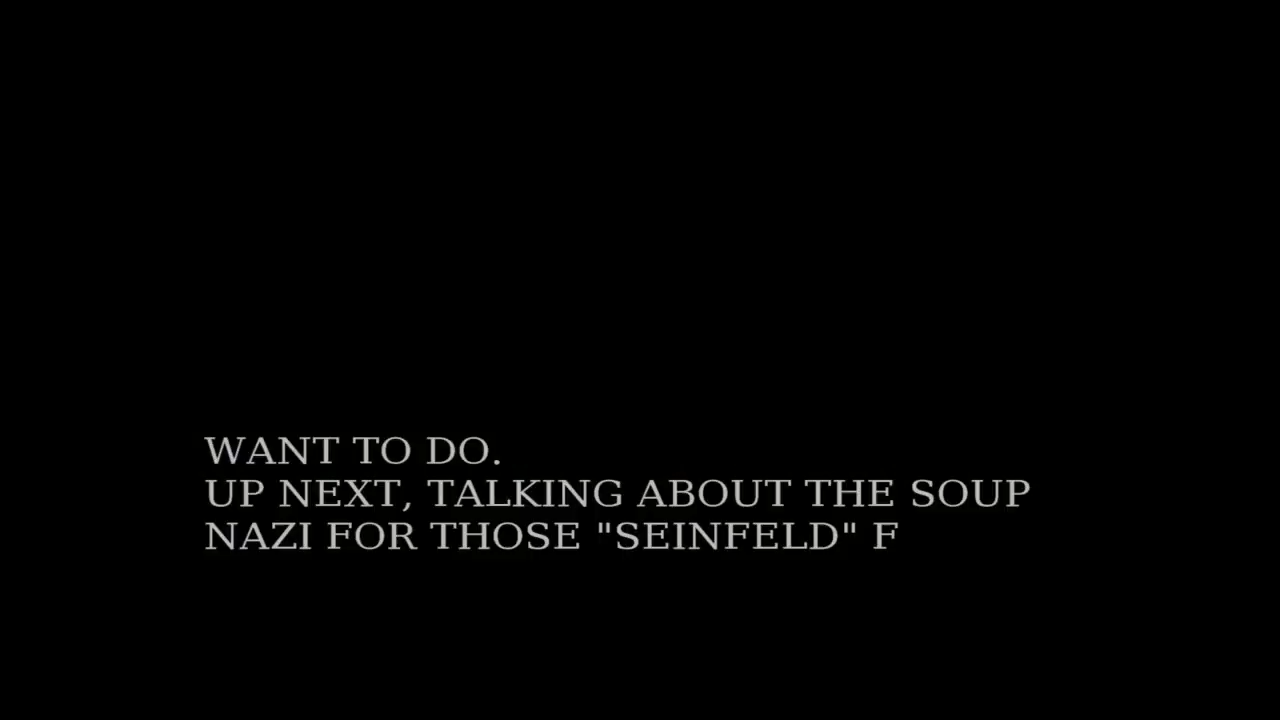 WANT TO DO.
UP NEXT, TALKING ABOUT THE SOUP
NAZI FOR THOSE "SEINFELD" F